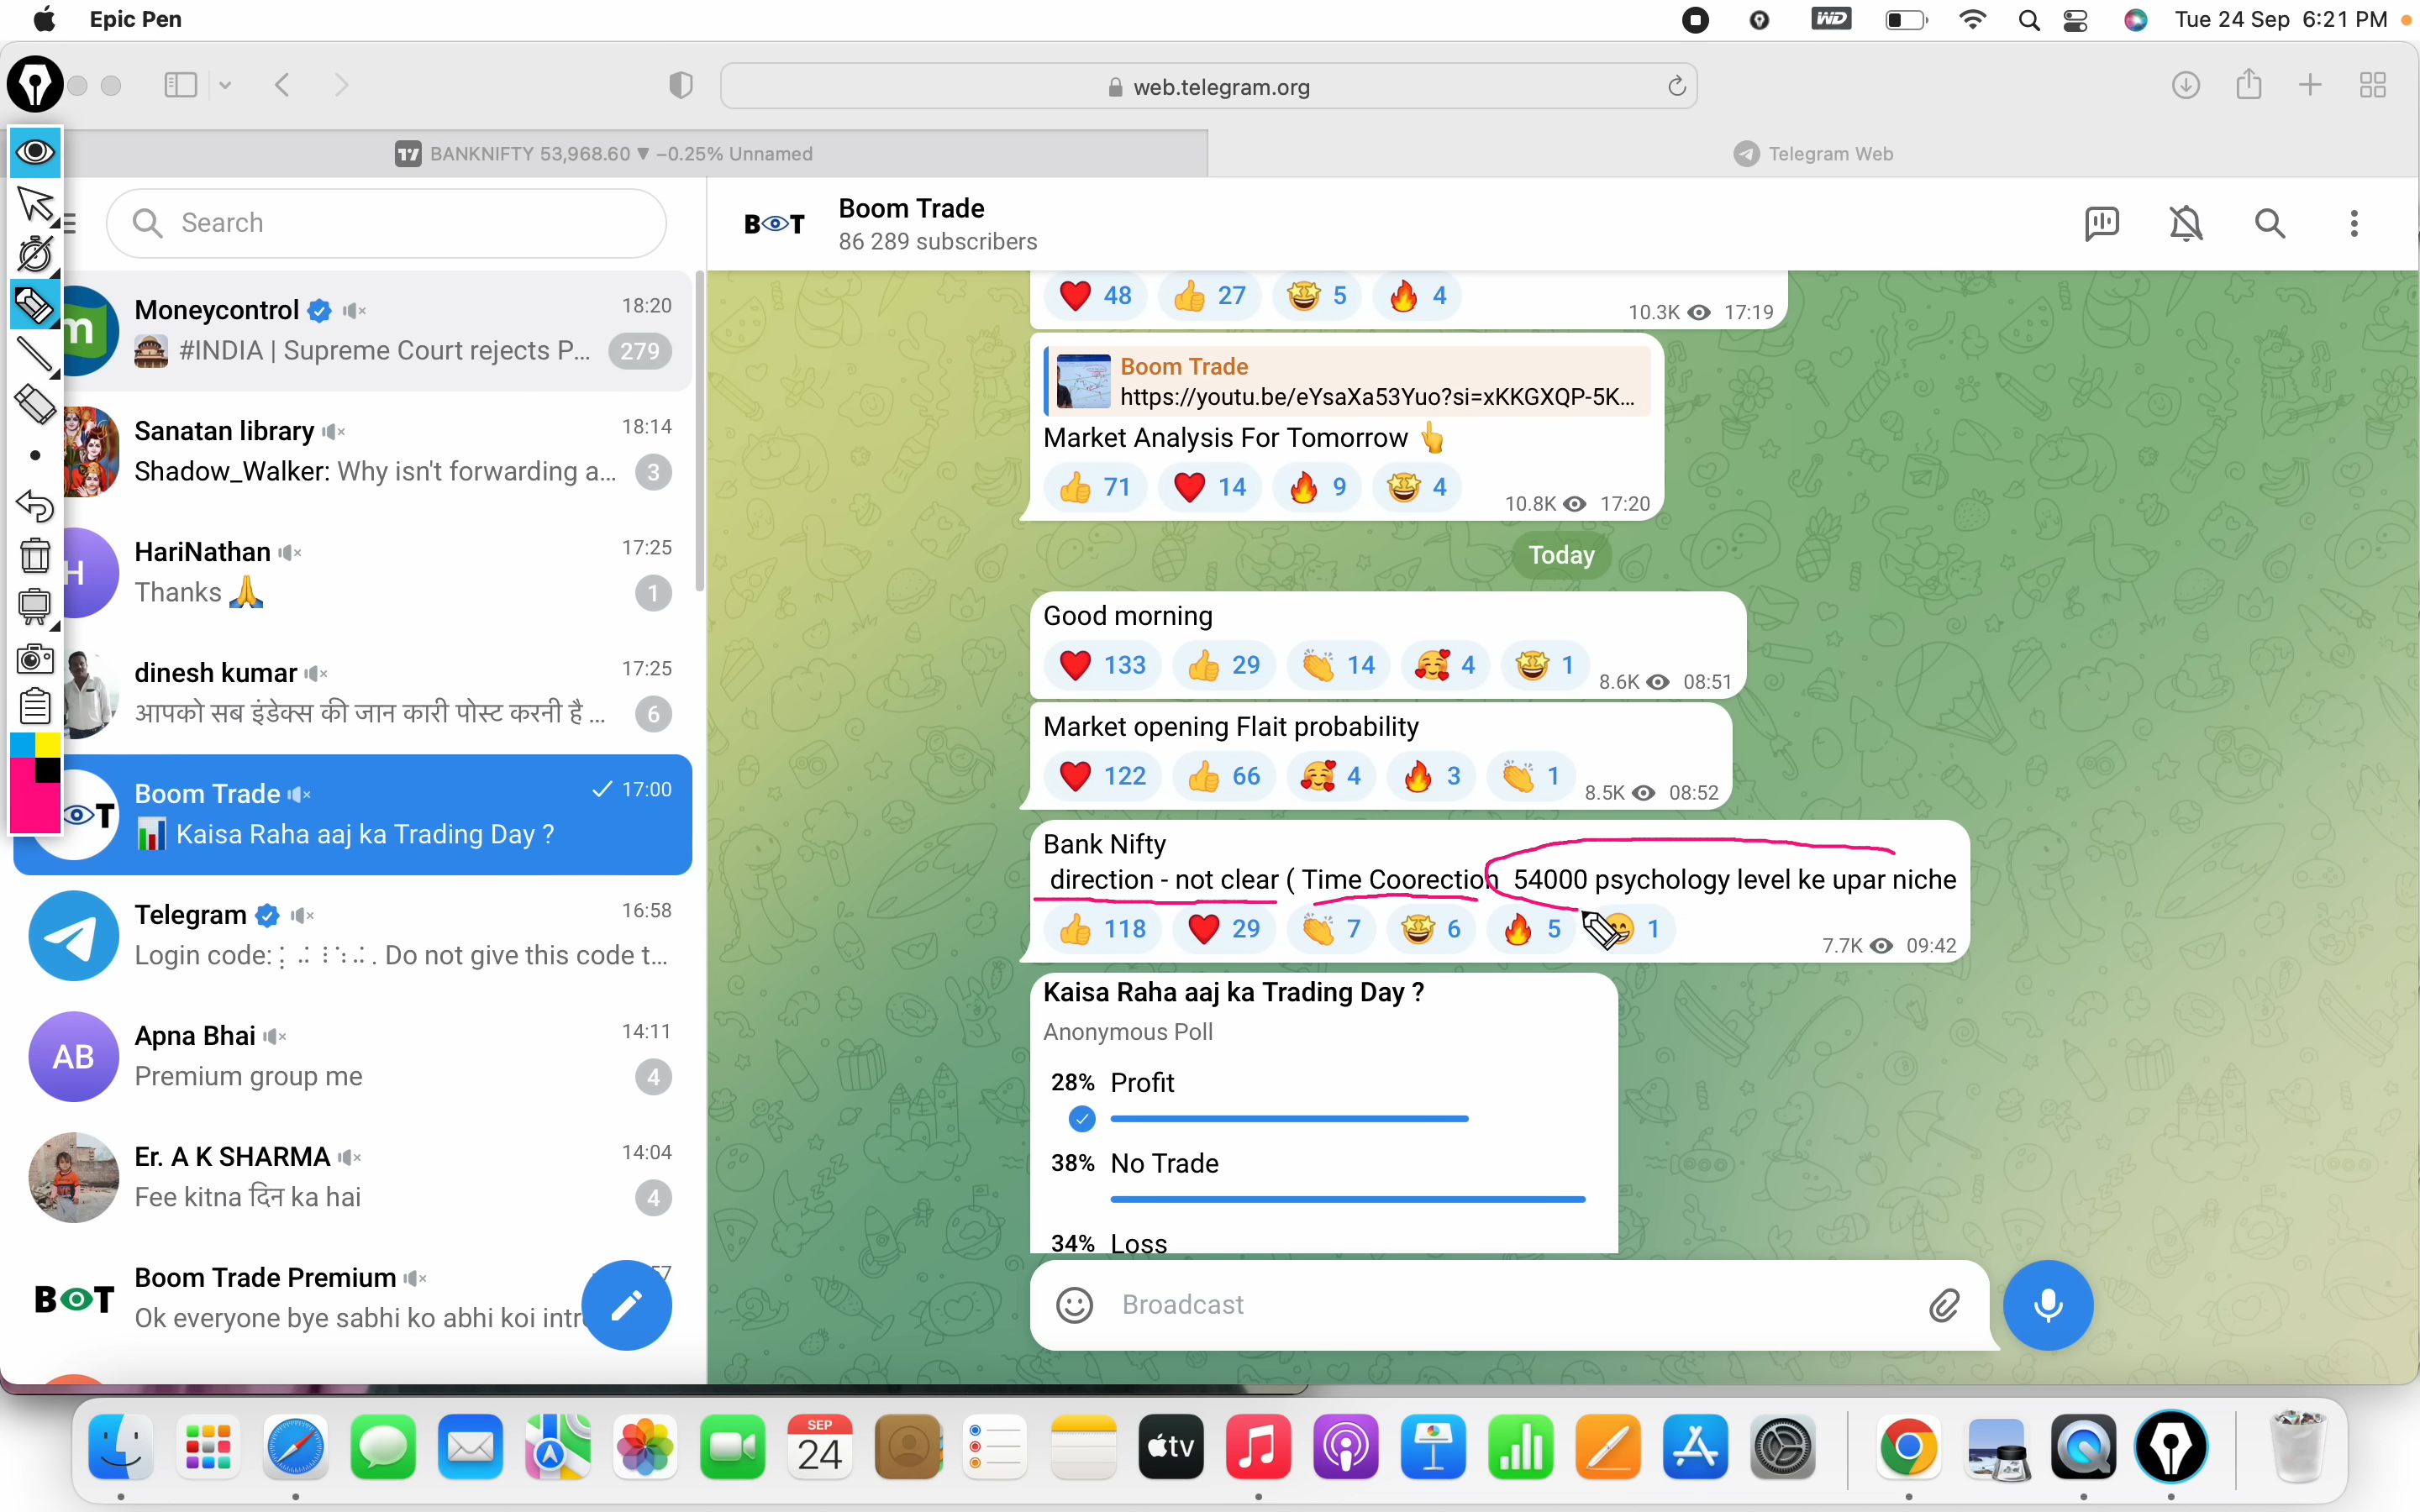 Epic Pen
WD
Tue 24 Sep 6:21 PM
web.telegram.org
BANKNIFTY 53,968.60 ▼ −0.25% Unnamed
Telegram Web
Search
Moneycontrol 18:20
#INDIA | Supreme Court rejects P... 279
Sanatan library 18:14
Shadow_Walker: Why isn't forwarding a... 3
H
HariNathan 17:25
Thanks 🙏 1
dinesh kumar 17:25
आपको सब इंडेक्स की जान कारी पोस्ट करनी है ... 6
Boom Trade 17:00
📊 Kaisa Raha aaj ka Trading Day ?
Telegram 16:58
Login code: . Do not give this code t...
AB
Apna Bhai 14:11
Premium group me 4
Er. A K SHARMA 14:04
Fee kitna दिन ka hai 4
Boom Trade Premium
Ok everyone bye sabhi ko abhi koi intr
BOT
Boom Trade
86 289 subscribers
❤️ 48 👍 27 🤩 5 🔥 4 10.3K 17:19
Boom Trade
https://youtu.be/eYsaXa53Yuo?si=xKKGXQP-5K...
Market Analysis For Tomorrow 👆
👍 71 ❤️ 14 🔥 9 🤩 4 10.8K 17:20
Today
Good morning
❤️ 133 👍 29 👏 14 🥰 4 🤩 1 8.6K 08:51
Market opening Flait probability
❤️ 122 👍 66 🥰 4 🔥 3 👏 1 8.5K 08:52
Bank Nifty
direction - not clear ( Time Coorection 54000 psychology level ke upar niche
👍 118 ❤️ 29 👏 7 🤩 6 🔥 5 😁 1 7.7K 09:42
Kaisa Raha aaj ka Trading Day ?
Anonymous Poll
28% Profit
38% No Trade
34% Loss
Broadcast
SEP
24
tv